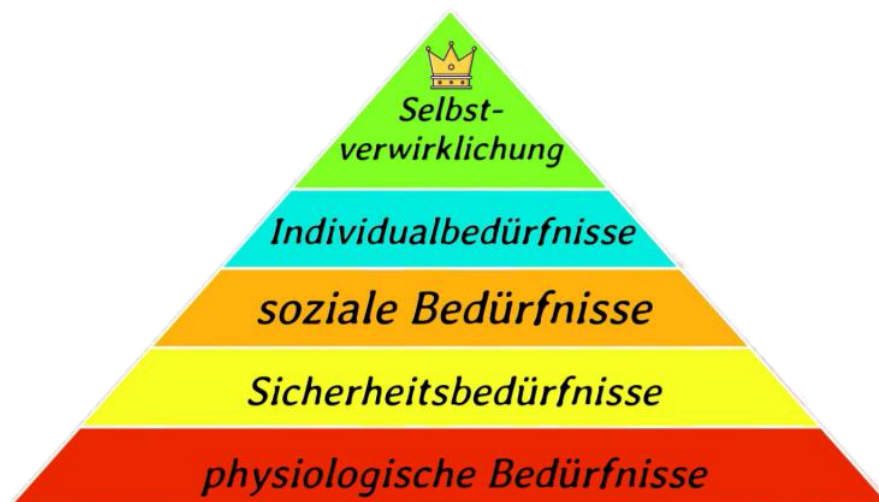 Selbst-
verwirklichung
Individualbedürfnisse
soziale Bedürfnisse
Sicherheitsbedürfnisse
physiologische Bedürfnisse